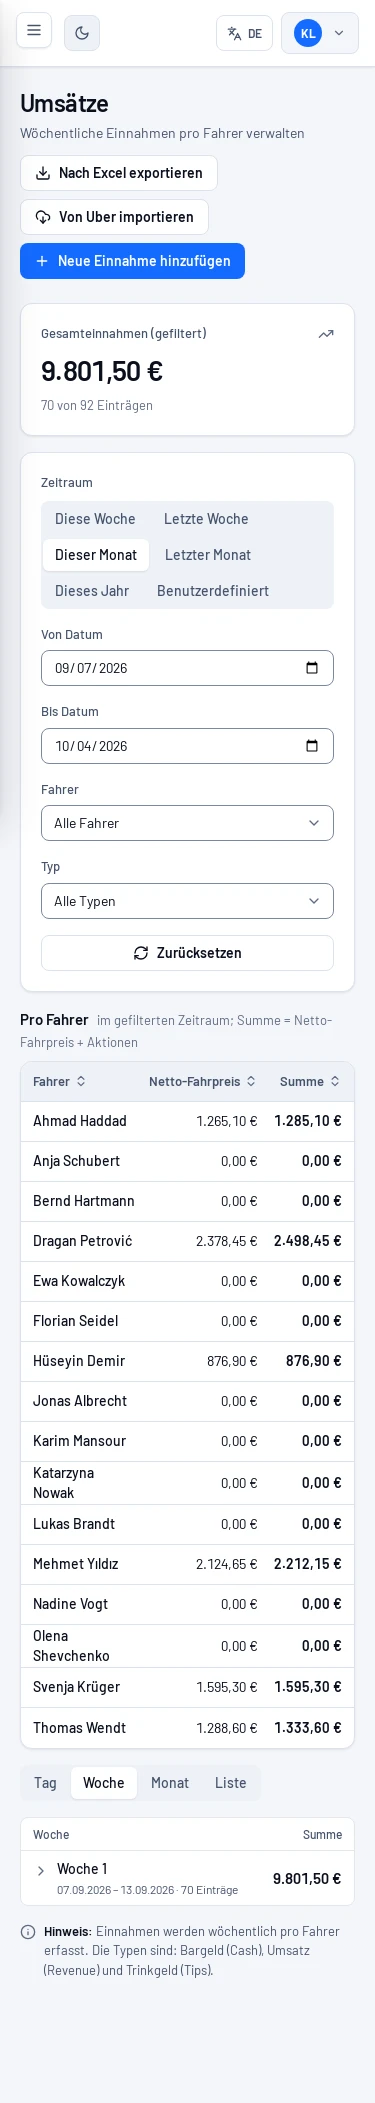 DE
KL
Umsätze
Wöchentliche Einnahmen pro Fahrer verwalten
Nach Excel exportieren
Von Uber importieren
Neue Einnahme hinzufügen
Gesamteinnahmen (gefiltert)
9.801,50 €
70 von 92 Einträgen
Zeitraum
Diese Woche Letzte Woche
Dieser Monat Letzter Monat
Dieses Jahr Benutzerdefiniert
Von Datum
09/07/2026
Bis Datum
10/04/2026
Fahrer
Alle Fahrer
Typ
Alle Typen
Zurücksetzen
Pro Fahrer im gefilterten Zeitraum; Summe = Netto-
Fahrpreis + Aktionen
Fahrer Netto-Fahrpreis Summe
Ahmad Haddad 1.265,10 € 1.285,10 €
Anja Schubert 0,00 € 0,00 €
Bernd Hartmann 0,00 € 0,00 €
Dragan Petrović 2.378,45 € 2.498,45 €
Ewa Kowalczyk 0,00 € 0,00 €
Florian Seidel 0,00 € 0,00 €
Hüseyin Demir 876,90 € 876,90 €
Jonas Albrecht 0,00 € 0,00 €
Karim Mansour 0,00 € 0,00 €
Katarzyna
Nowak 0,00 € 0,00 €
Lukas Brandt 0,00 € 0,00 €
Mehmet Yıldız 2.124,65 € 2.212,15 €
Nadine Vogt 0,00 € 0,00 €
Olena
Shevchenko 0,00 € 0,00 €
Svenja Krüger 1.595,30 € 1.595,30 €
Thomas Wendt 1.288,60 € 1.333,60 €
Tag Woche Monat Liste
Woche Summe
Woche 1
07.09.2026 – 13.09.2026 · 70 Einträge 9.801,50 €
Hinweis: Einnahmen werden wöchentlich pro Fahrer
erfasst. Die Typen sind: Bargeld (Cash), Umsatz
(Revenue) und Trinkgeld (Tips).